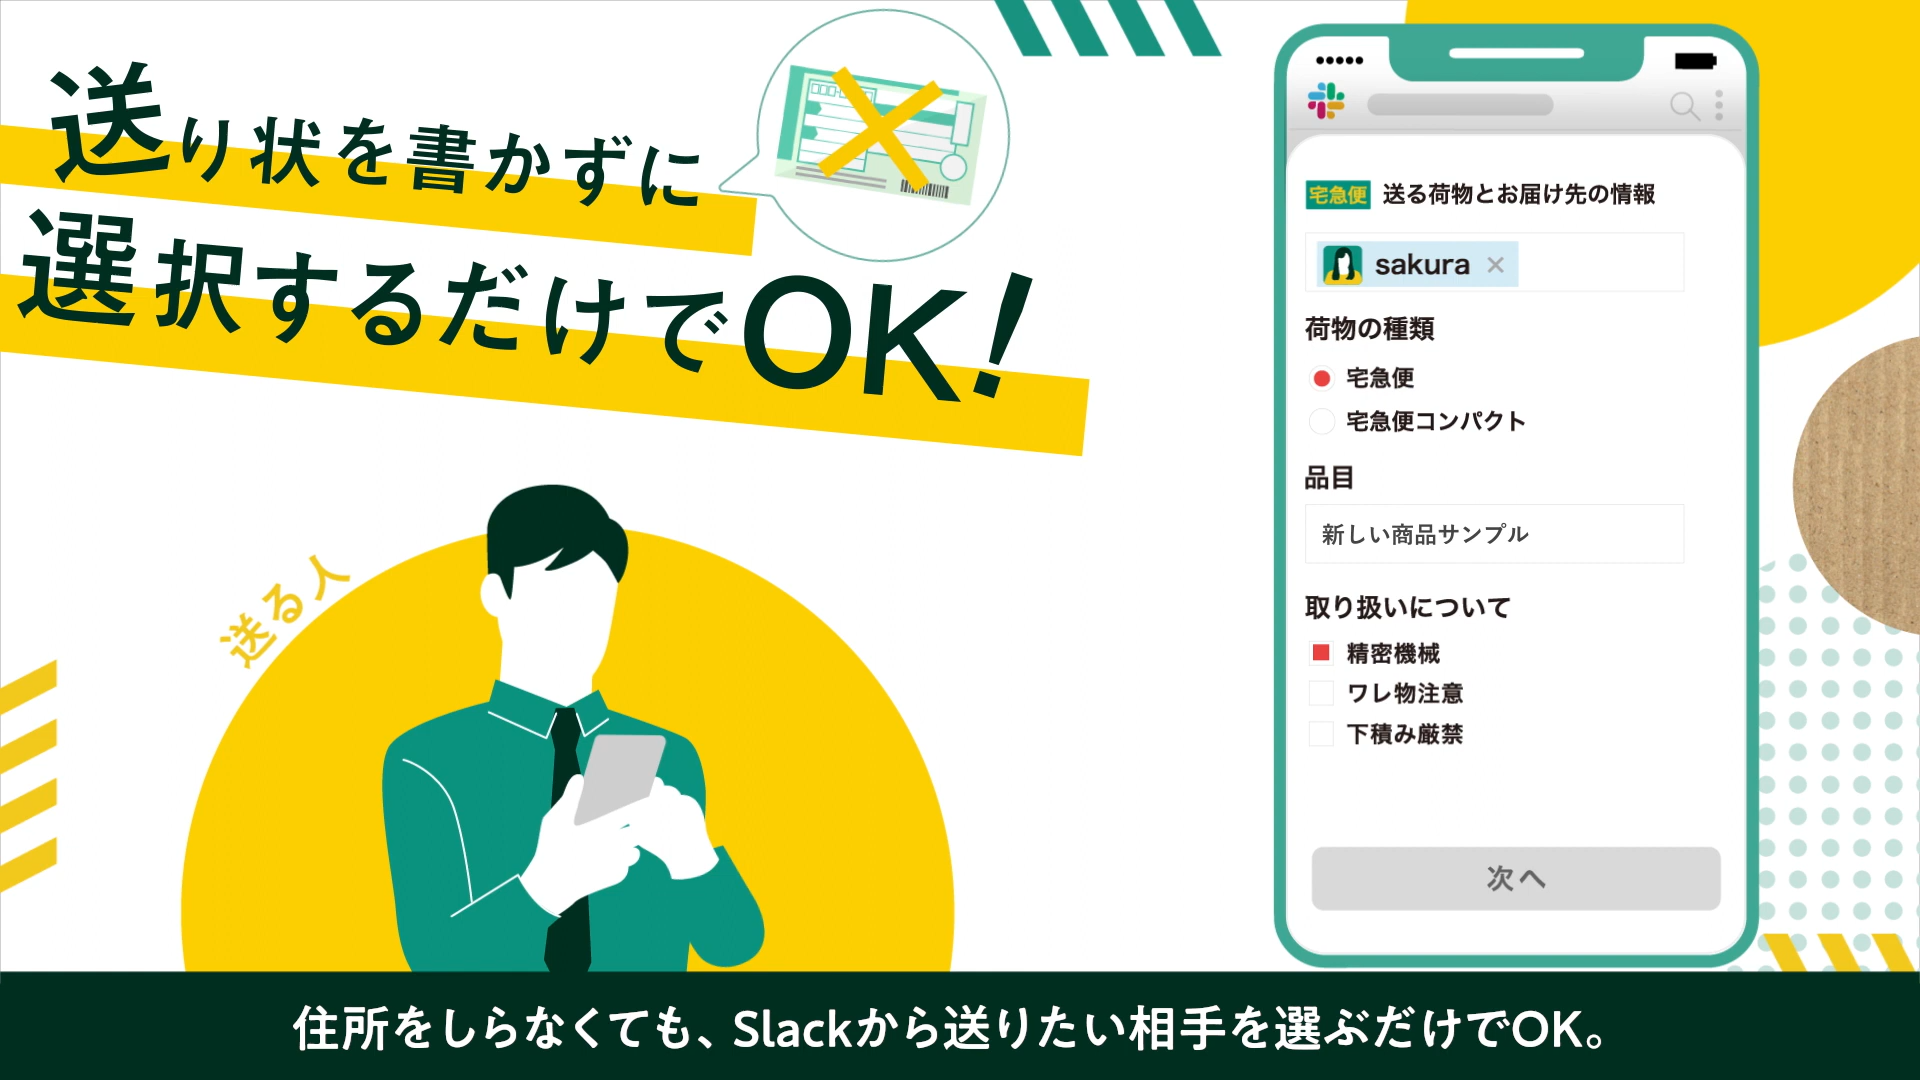 送り状を書かずに
選択するだけでOK!
送る人
宅急便 送る荷物とお届け先の情報
sakura ×
荷物の種類
宅急便
宅急便コンパクト
品目
新しい商品サンプル
取り扱いについて
精密機械
ワレ物注意
下積み厳禁
次へ
住所をしらなくても、Slackから送りたい相手を選ぶだけでOK。